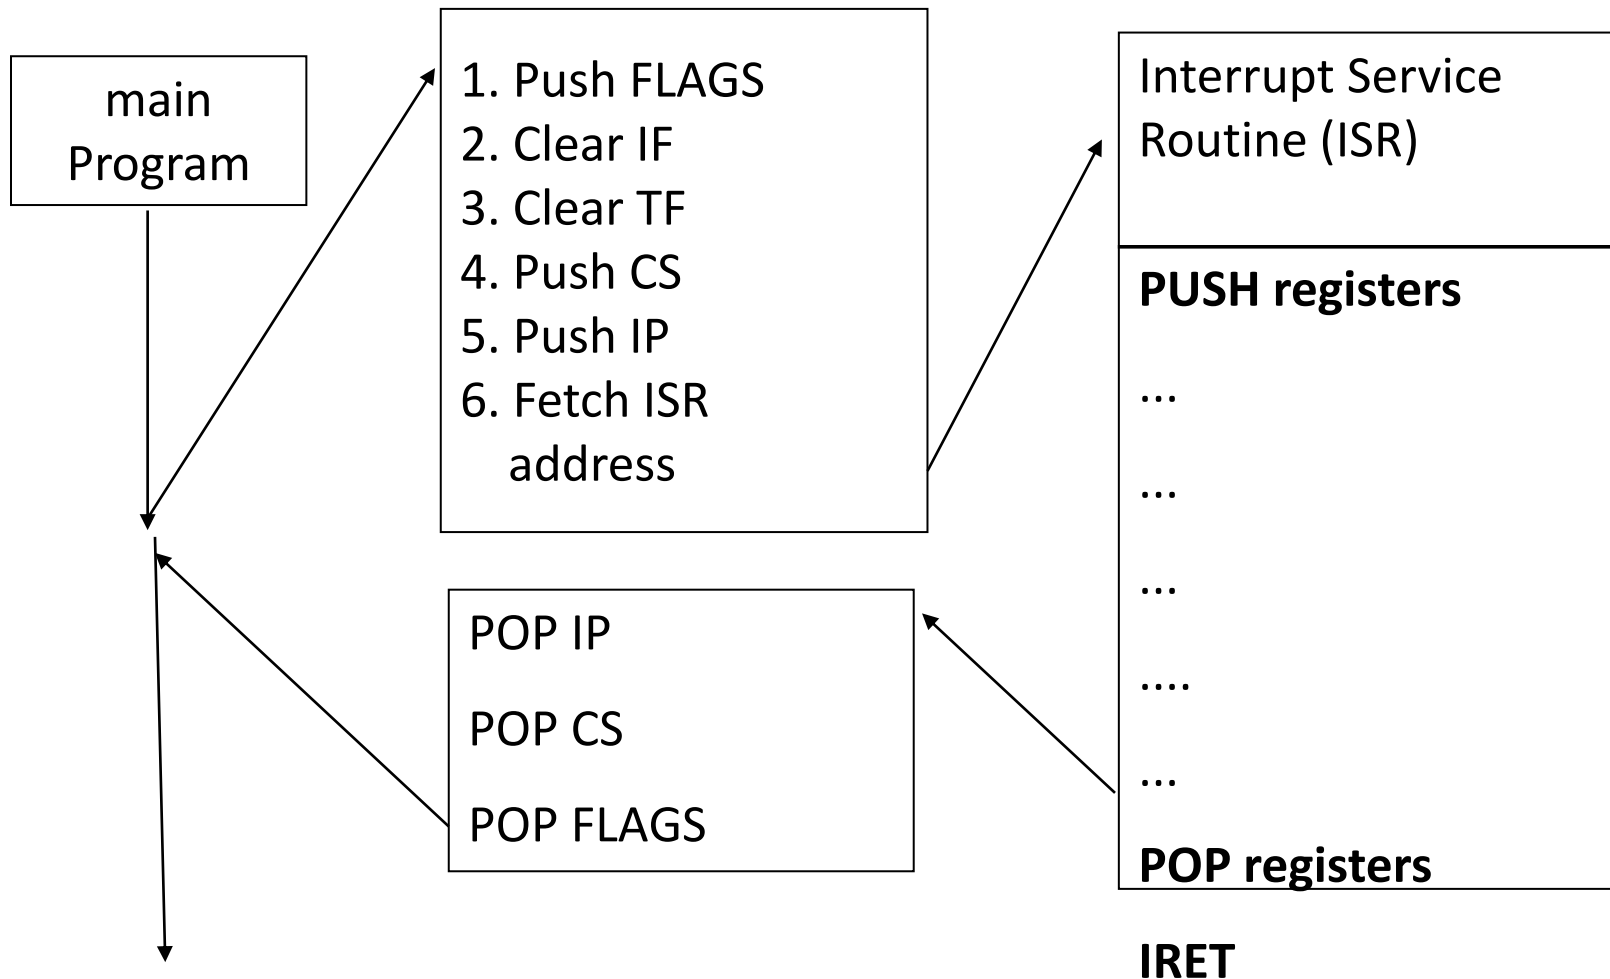 main
Program
1. Push FLAGS
2. Clear IF
3. Clear TF
4. Push CS
5. Push IP
6. Fetch ISR
address
Interrupt Service
Routine (ISR)
PUSH registers
...
...
...
....
...
POP registers
IRET
POP IP
POP CS
POP FLAGS